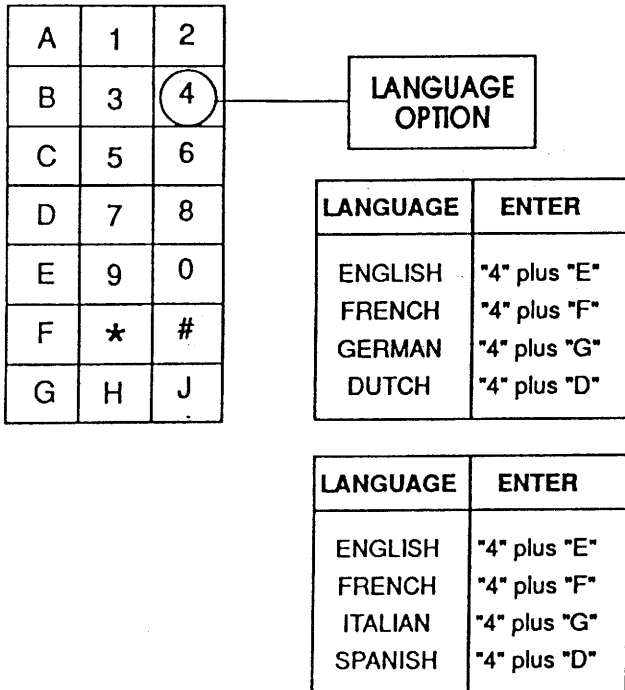 A 1 2
B 3 4
C 5 6
D 7 8
E 9 0
F * #
G H J
LANGUAGE
OPTION
LANGUAGE ENTER
ENGLISH "4" plus "E"
FRENCH "4" plus "F"
GERMAN "4" plus "G"
DUTCH "4" plus "D"
LANGUAGE ENTER
ENGLISH "4" plus "E"
FRENCH "4" plus "F"
ITALIAN "4" plus "G"
SPANISH "4" plus "D"